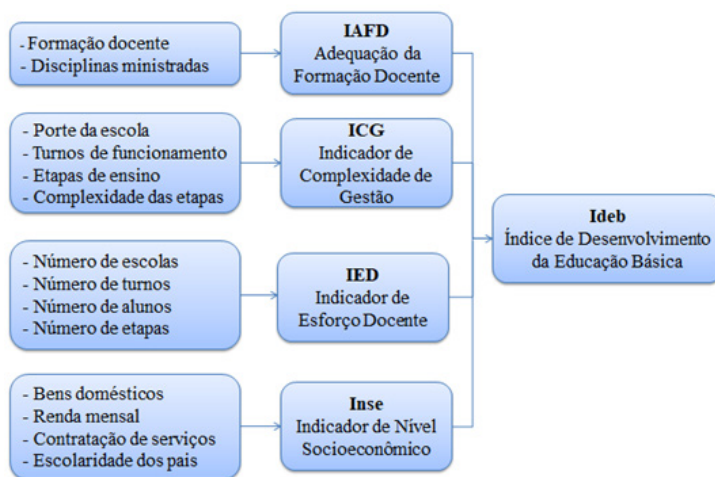 - Formação docente
- Disciplinas ministradas
IAFD
Adequação da
Formação Docente
- Porte da escola
- Turnos de funcionamento
- Etapas de ensino
- Complexidade das etapas
ICG
Indicador de
Complexidade de
Gestão
Ideb
Índice de Desenvolvimento
da Educação Básica
- Número de escolas
- Número de turnos
- Número de alunos
- Número de etapas
IED
Indicador de
Esforço Docente
- Bens domésticos
- Renda mensal
- Contratação de serviços
- Escolaridade dos pais
Inse
Indicador de Nível
Socioeconômico